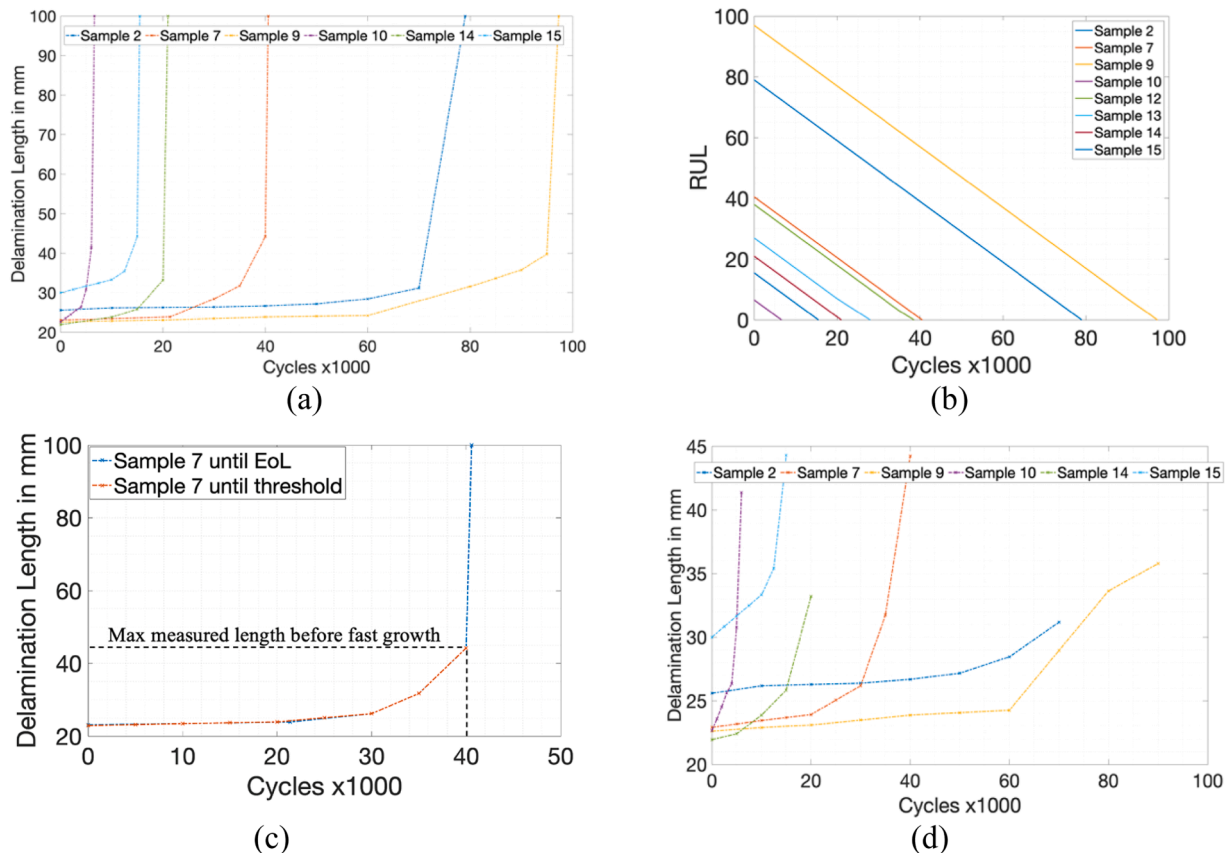 100
Sample 2 Sample 7 Sample 9 Sample 10 Sample 14 Sample 15
90
80
70
60
50
40
30
20
Delamination Length in mm
0 20 40 60 80 100
Cycles x1000
(a)
100
80
60
40
20
0
RUL
Sample 2
Sample 7
Sample 9
Sample 10
Sample 12
Sample 13
Sample 14
Sample 15
0 20 40 60 80 100
Cycles x1000
(b)
100
80
60
40
20
Delamination Length in mm
Sample 7 until EoL
Sample 7 until threshold
Max measured length before fast growth
0 10 20 30 40 50
Cycles x1000
(c)
45
Sample 2 Sample 7 Sample 9 Sample 10 Sample 14 Sample 15
40
35
30
25
20
Delamination Length in mm
0 20 40 60 80 100
Cycles x1000
(d)